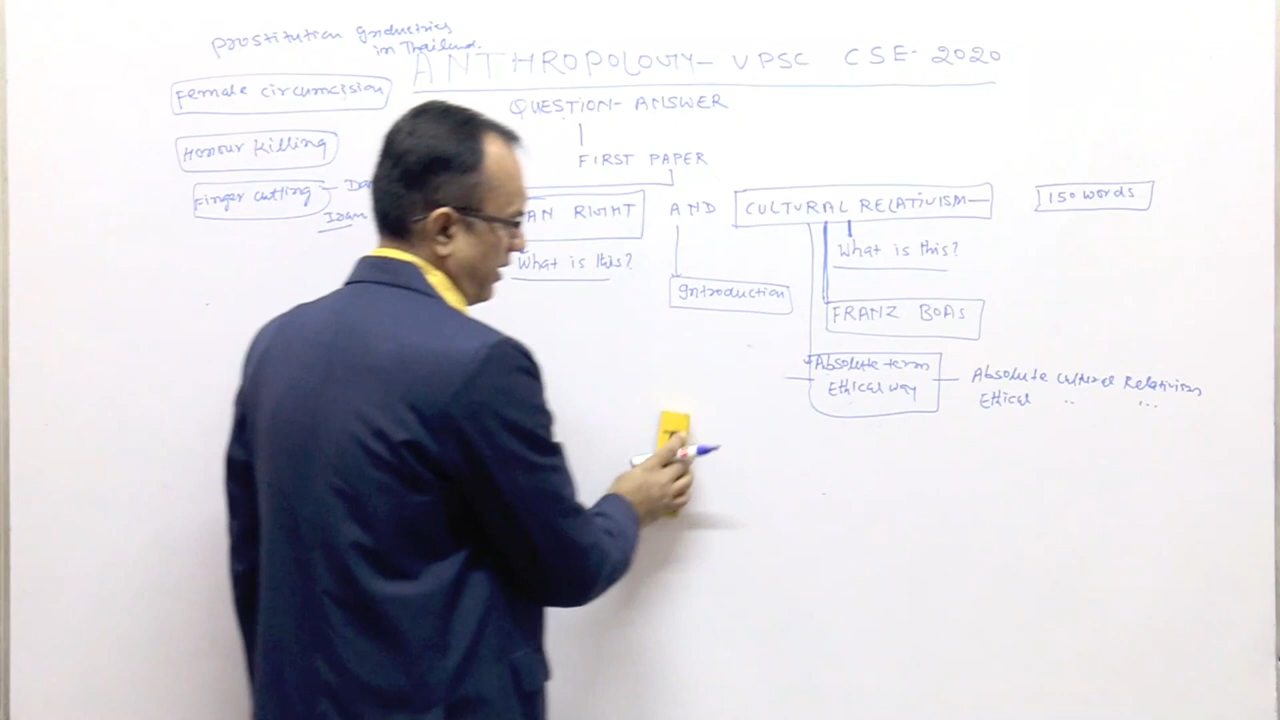 Prostitution Industries
in Thailand.
ANTHROPOLOGY- UPSC CSE- 2020
Female circumcision
QUESTION- ANSWER
Honour Killing
FIRST PAPER
Finger cutting -
AN RIGHT AND CULTURAL RELATIVISM-
150 words
What is this?
What is this?
Introduction
FRANZ BOAS
Absolute term
Ethical way
- Absolute Cultural Relativism
Ethical .. ...